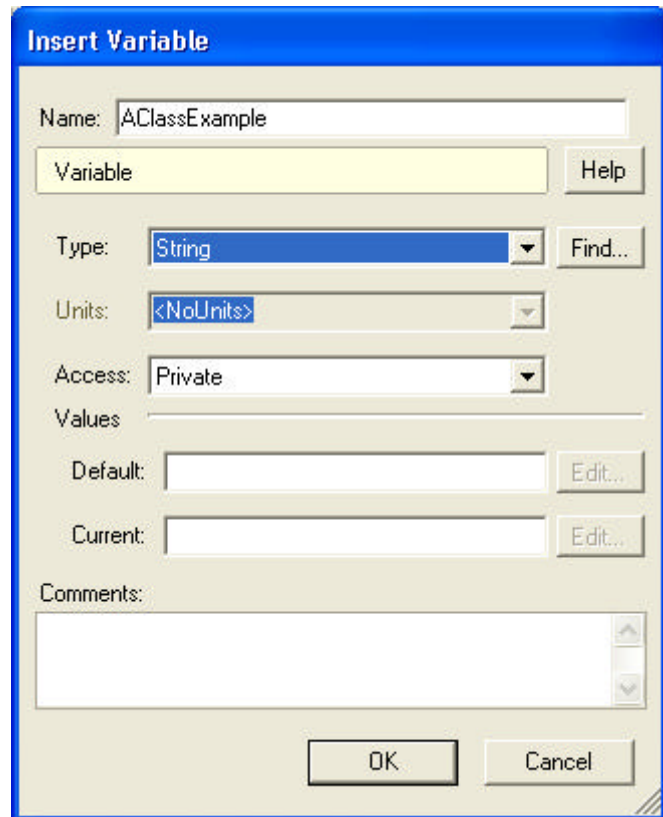 Insert Variable
Name: AClassExample
Variable Help
Type: String Find...
Units: <NoUnits>
Access: Private
Values
Default: Edit...
Current: Edit...
Comments:
OK Cancel